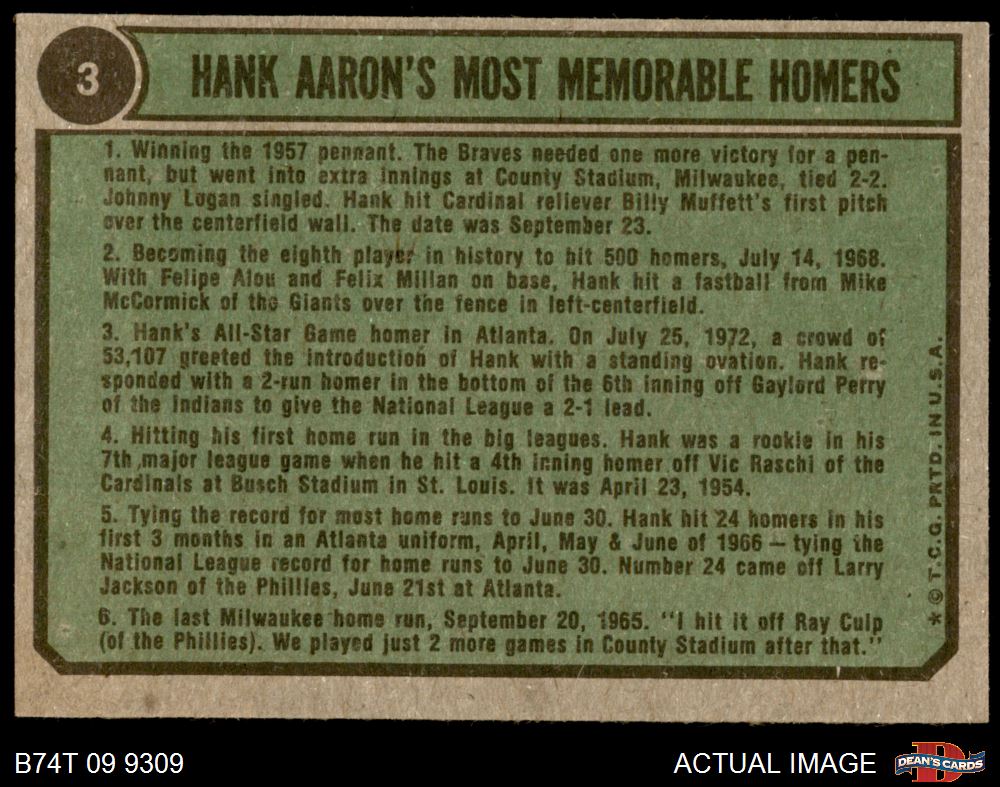 3
HANK AARON'S MOST MEMORABLE HOMERS
1. Winning the 1957 pennant. The Braves needed one more victory for a pen-
nant, but went into extra innings at County Stadium, Milwaukee, tied 2-2.
Johnny Logan singled. Hank hit Cardinal reliever Billy Muffett's first pitch
over the centerfield wall. The date was September 23.
2. Becoming the eighth player in history to hit 500 homers, July 14, 1968.
With Felipe Alou and Felix Millan on base, Hank hit a fastball from Mike
McCormick of the Giants over the fence in left-centerfield.
3. Hank's All-Star Game homer in Atlanta. On July 25, 1972, a crowd of
53,107 greeted the introduction of Hank with a standing ovation. Hank re-
sponded with a 2-run homer in the bottom of the 6th inning off Gaylord Perry
of the Indians to give the National League a 2-1 lead.
4. Hitting his first home run in the big leagues. Hank was a rookie in his
7th major league game when he hit a 4th inning homer off Vic Raschi of the
Cardinals at Busch Stadium in St. Louis. It was April 23, 1954.
5. Tying the record for most home runs to June 30. Hank hit 24 homers in his
first 3 months in an Atlanta uniform, April, May & June of 1966 — tying the
National League record for home runs to June 30. Number 24 came off Larry
Jackson of the Phillies, June 21st at Atlanta.
6. The last Milwaukee home run, September 20, 1965. "I hit it off Ray Culp
(of the Phillies). We played just 2 more games in County Stadium after that."
* © T.C.G. PRTD. IN U.S.A.
B74T 09 9309
ACTUAL IMAGE
D
DEAN'S CARDS